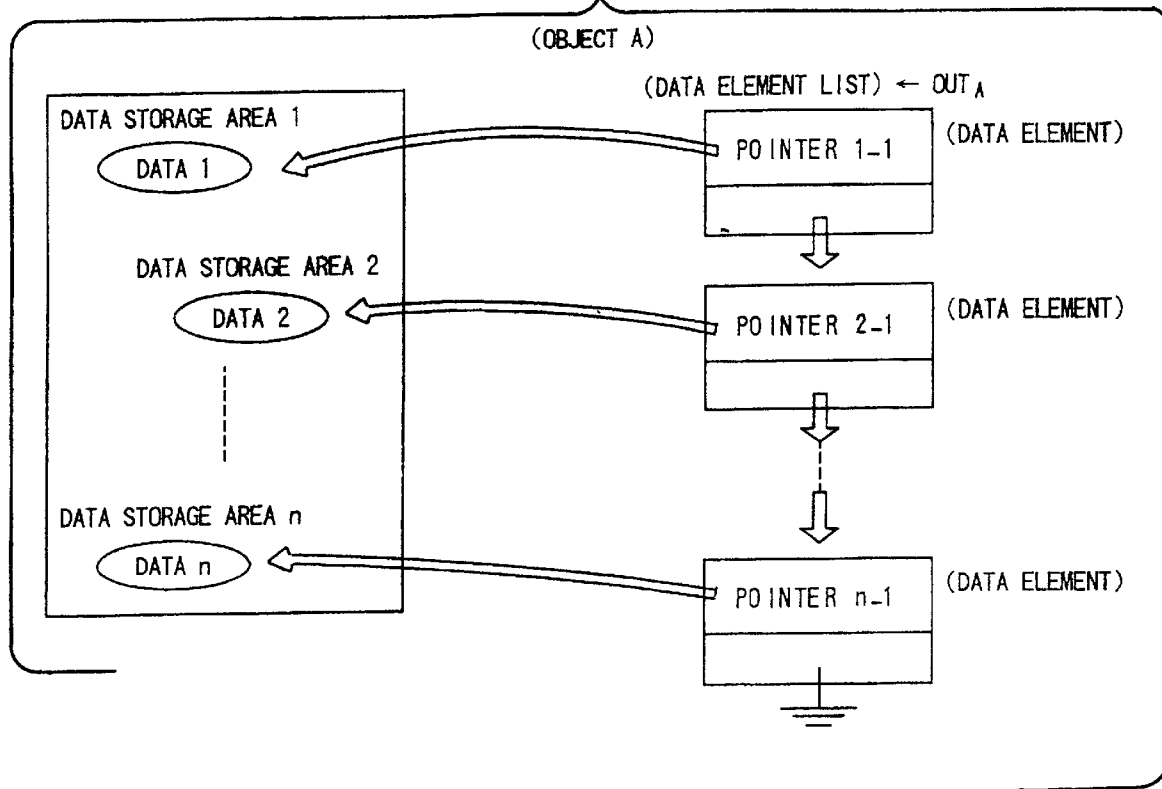 (OBJECT A)
(DATA ELEMENT LIST) ← OUT A
DATA STORAGE AREA 1
DATA 1
POINTER 1-1
(DATA ELEMENT)
DATA STORAGE AREA 2
DATA 2
POINTER 2-1
(DATA ELEMENT)
DATA STORAGE AREA n
DATA n
POINTER n-1
(DATA ELEMENT)